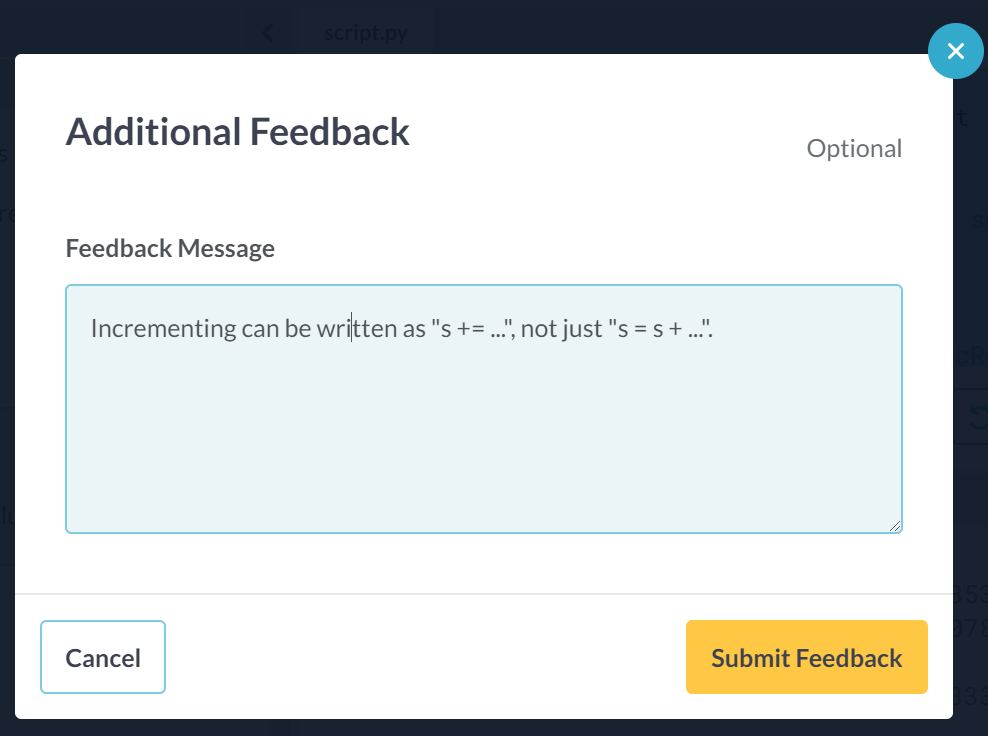 script.py
Additional Feedback
Optional
Feedback Message
Incrementing can be written as "s += ...", not just "s = s + ...".
Cancel
Submit Feedback